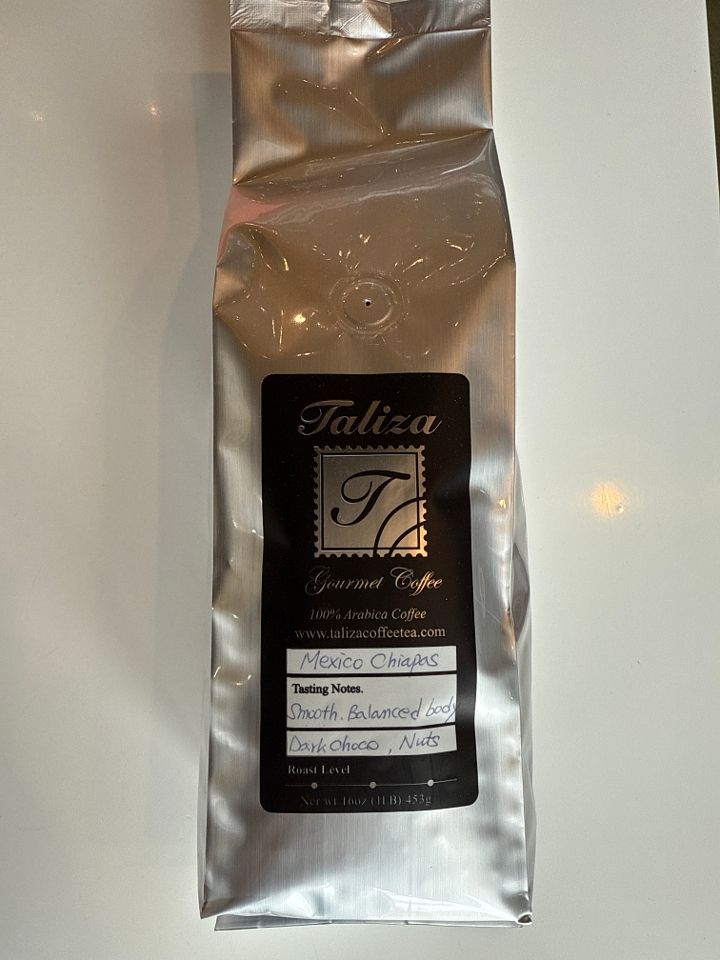 Taliza
T
Gourmet Coffee
100% Arabica Coffee
www.talizacoffeetea.com
Mexico Chiapas
Tasting Notes.
Smooth. Balanced body
Dark Choco, Nuts
Roast Level
Net wt 16oz (1LB) 453g